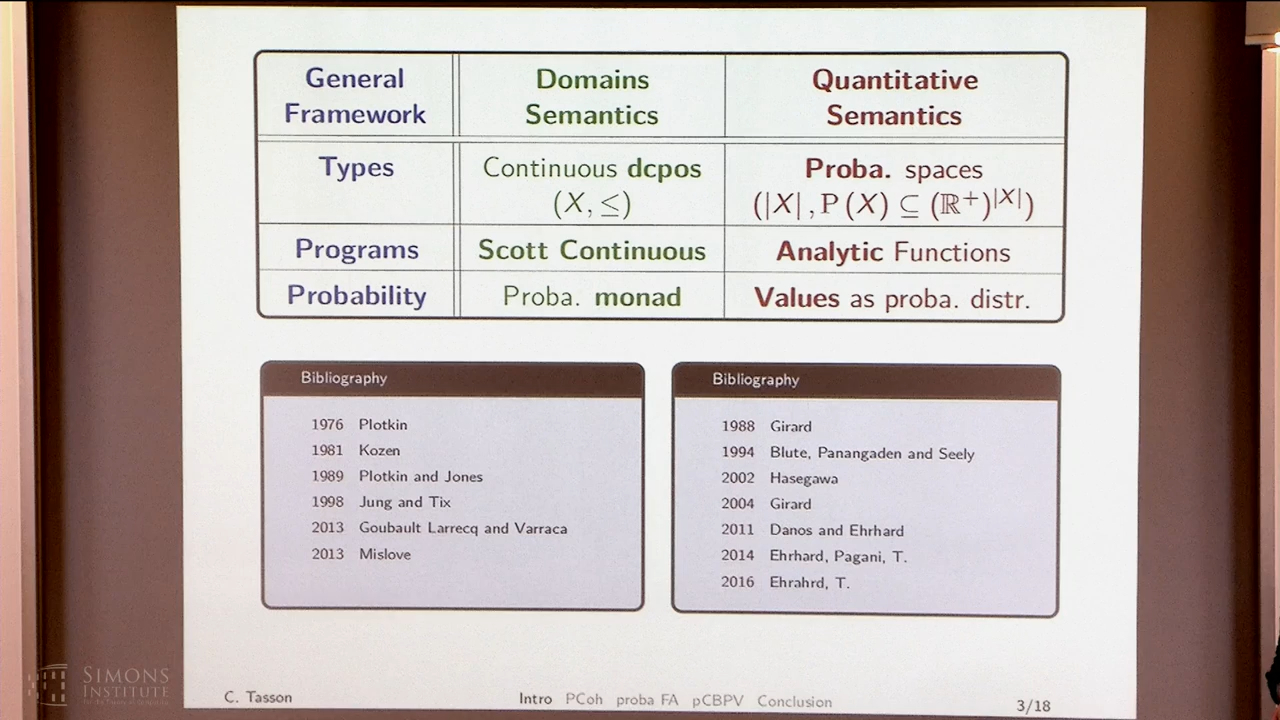 General Framework
Domains Semantics
Quantitative Semantics
Types
Continuous dcpos
(X, ≤)
Proba. spaces
(|X|, P(X) ⊆ (ℝ⁺)^|X|)
Programs
Scott Continuous
Analytic Functions
Probability
Proba. monad
Values as proba. distr.
Bibliography
1976 Plotkin
1981 Kozen
1989 Plotkin and Jones
1998 Jung and Tix
2013 Goubault Larrecq and Varraca
2013 Mislove
Bibliography
1988 Girard
1994 Blute, Panangaden and Seely
2002 Hasegawa
2004 Girard
2011 Danos and Ehrhard
2014 Ehrhard, Pagani, T.
2016 Ehrahrd, T.
SIMONS
INSTITUTE
C. Tasson
Intro PCoh proba FA pCBPV Conclusion
3/18